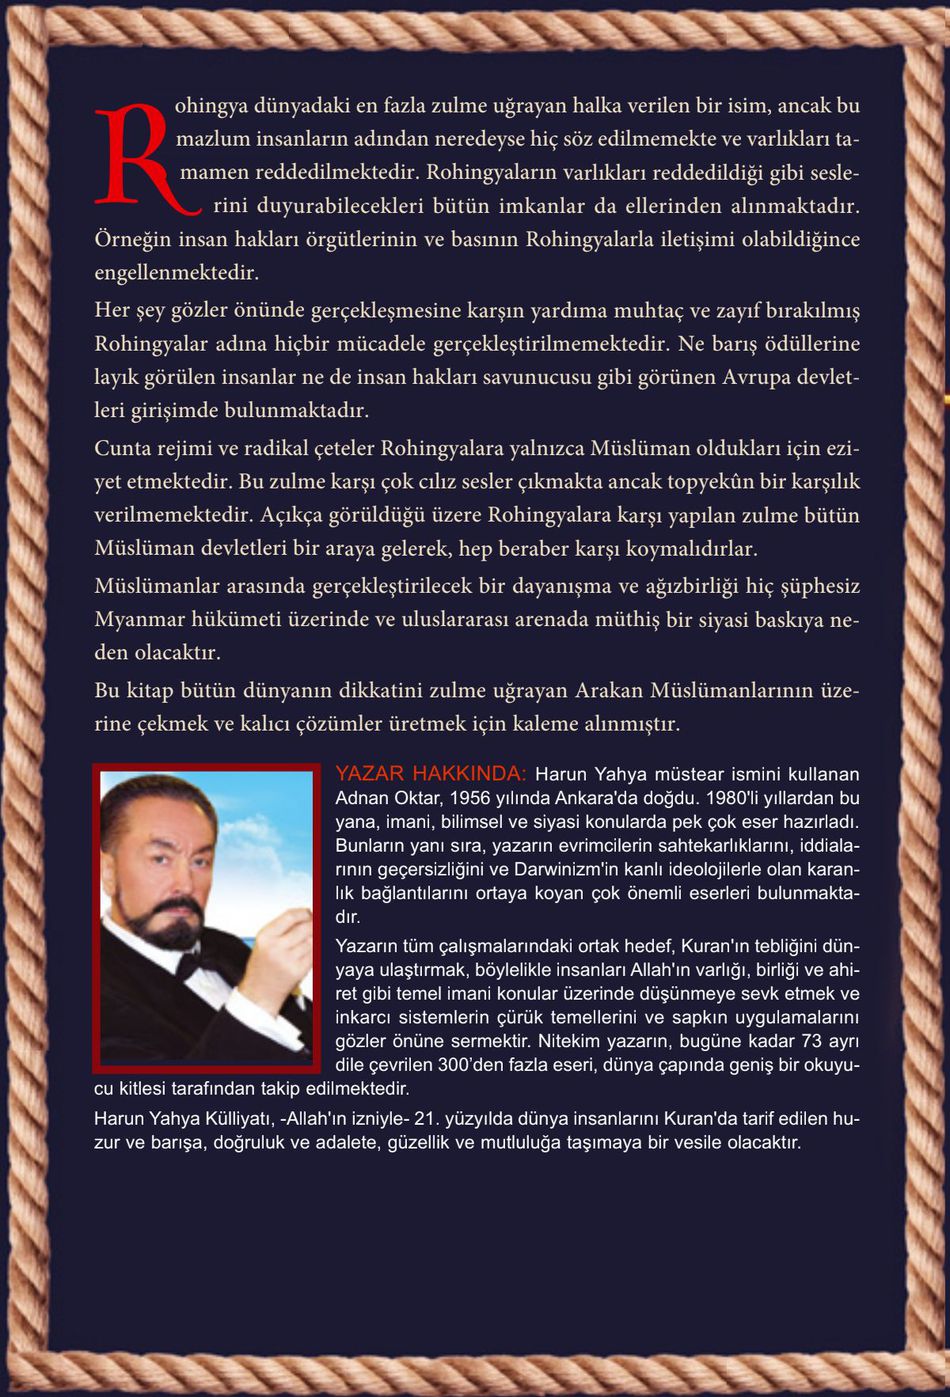 Rohingya dünyadaki en fazla zulme uğrayan halka verilen bir isim, ancak bu
mazlum insanların adından neredeyse hiç söz edilmemekte ve varlıkları ta-
mamen reddedilmektedir. Rohingyaların varlıkları reddedildiği gibi sesle-
rini duyurabilecekleri bütün imkanlar da ellerinden alınmaktadır.
Örneğin insan hakları örgütlerinin ve basının Rohingyalarla iletişimi olabildiğince
engellenmektedir.
Her şey gözler önünde gerçekleşmesine karşın yardıma muhtaç ve zayıf bırakılmış
Rohingyalar adına hiçbir mücadele gerçekleştirilmemektedir. Ne barış ödüllerine
layık görülen insanlar ne de insan hakları savunucusu gibi görünen Avrupa devlet-
leri girişimde bulunmaktadır.
Cunta rejimi ve radikal çeteler Rohingyalara yalnızca Müslüman oldukları için ezi-
yet etmektedir. Bu zulme karşı çok cılız sesler çıkmakta ancak topyekûn bir karşılık
verilmemektedir. Açıkça görüldüğü üzere Rohingyalara karşı yapılan zulme bütün
Müslüman devletleri bir araya gelerek, hep beraber karşı koymalıdırlar.
Müslümanlar arasında gerçekleştirilecek bir dayanışma ve ağızbirliği hiç şüphesiz
Myanmar hükümeti üzerinde ve uluslararası arenada müthiş bir siyasi baskıya ne-
den olacaktır.
Bu kitap bütün dünyanın dikkatini zulme uğrayan Arakan Müslümanlarının üze-
rine çekmek ve kalıcı çözümler üretmek için kaleme alınmıştır.
YAZAR HAKKINDA: Harun Yahya müstear ismini kullanan
Adnan Oktar, 1956 yılında Ankara'da doğdu. 1980'li yıllardan bu
yana, imani, bilimsel ve siyasi konularda pek çok eser hazırladı.
Bunların yanı sıra, yazarın evrimcilerin sahtekarlıklarını, iddiala-
rının geçersizliğini ve Darwinizm'in kanlı ideolojilerle olan karan-
lık bağlantılarını ortaya koyan çok önemli eserleri bulunmakta-
dır.
Yazarın tüm çalışmalarındaki ortak hedef, Kuran'ın tebliğini dün-
yaya ulaştırmak, böylelikle insanları Allah'ın varlığı, birliği ve ahi-
ret gibi temel imani konular üzerinde düşünmeye sevk etmek ve
inkarcı sistemlerin çürük temellerini ve sapkın uygulamalarını
gözler önüne sermektir. Nitekim yazarın, bugüne kadar 73 ayrı
dile çevrilen 300'den fazla eseri, dünya çapında geniş bir okuyu-
cu kitlesi tarafından takip edilmektedir.
Harun Yahya Külliyatı, -Allah'ın izniyle- 21. yüzyılda dünya insanlarını Kuran'da tarif edilen hu-
zur ve barışa, doğruluk ve adalete, güzellik ve mutluluğa taşımaya bir vesile olacaktır.